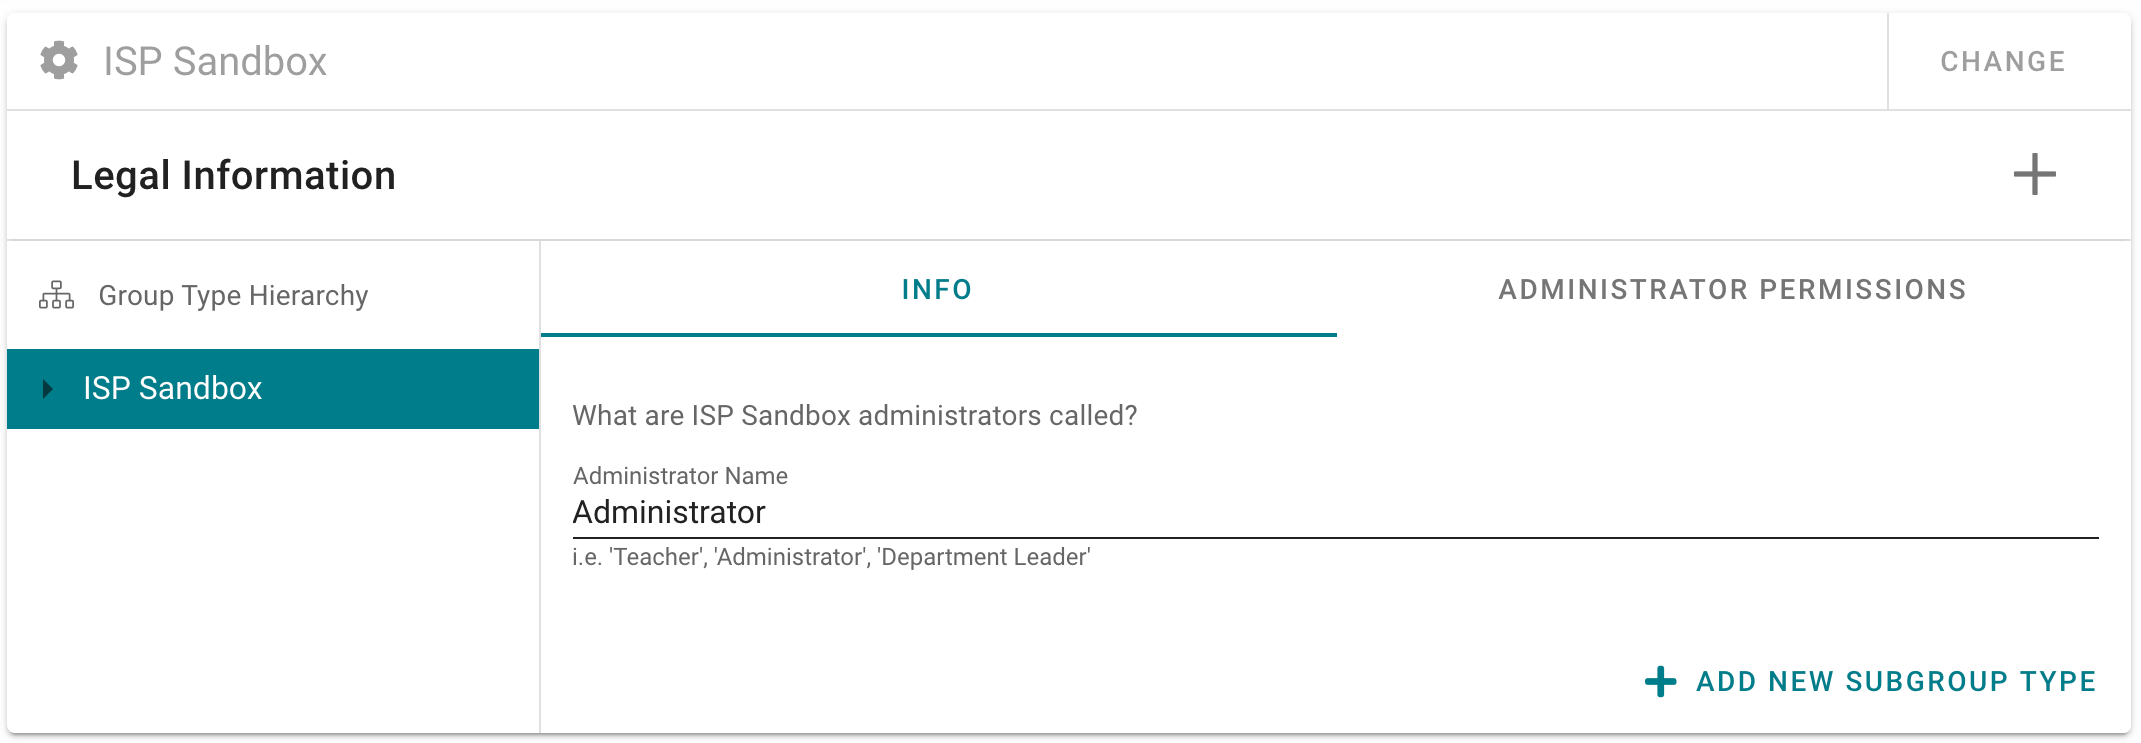 ISP Sandbox
CHANGE
Legal Information
Group Type Hierarchy
ISP Sandbox
INFO
ADMINISTRATOR PERMISSIONS
What are ISP Sandbox administrators called?
Administrator Name
Administrator
i.e. 'Teacher', 'Administrator', 'Department Leader'
ADD NEW SUBGROUP TYPE